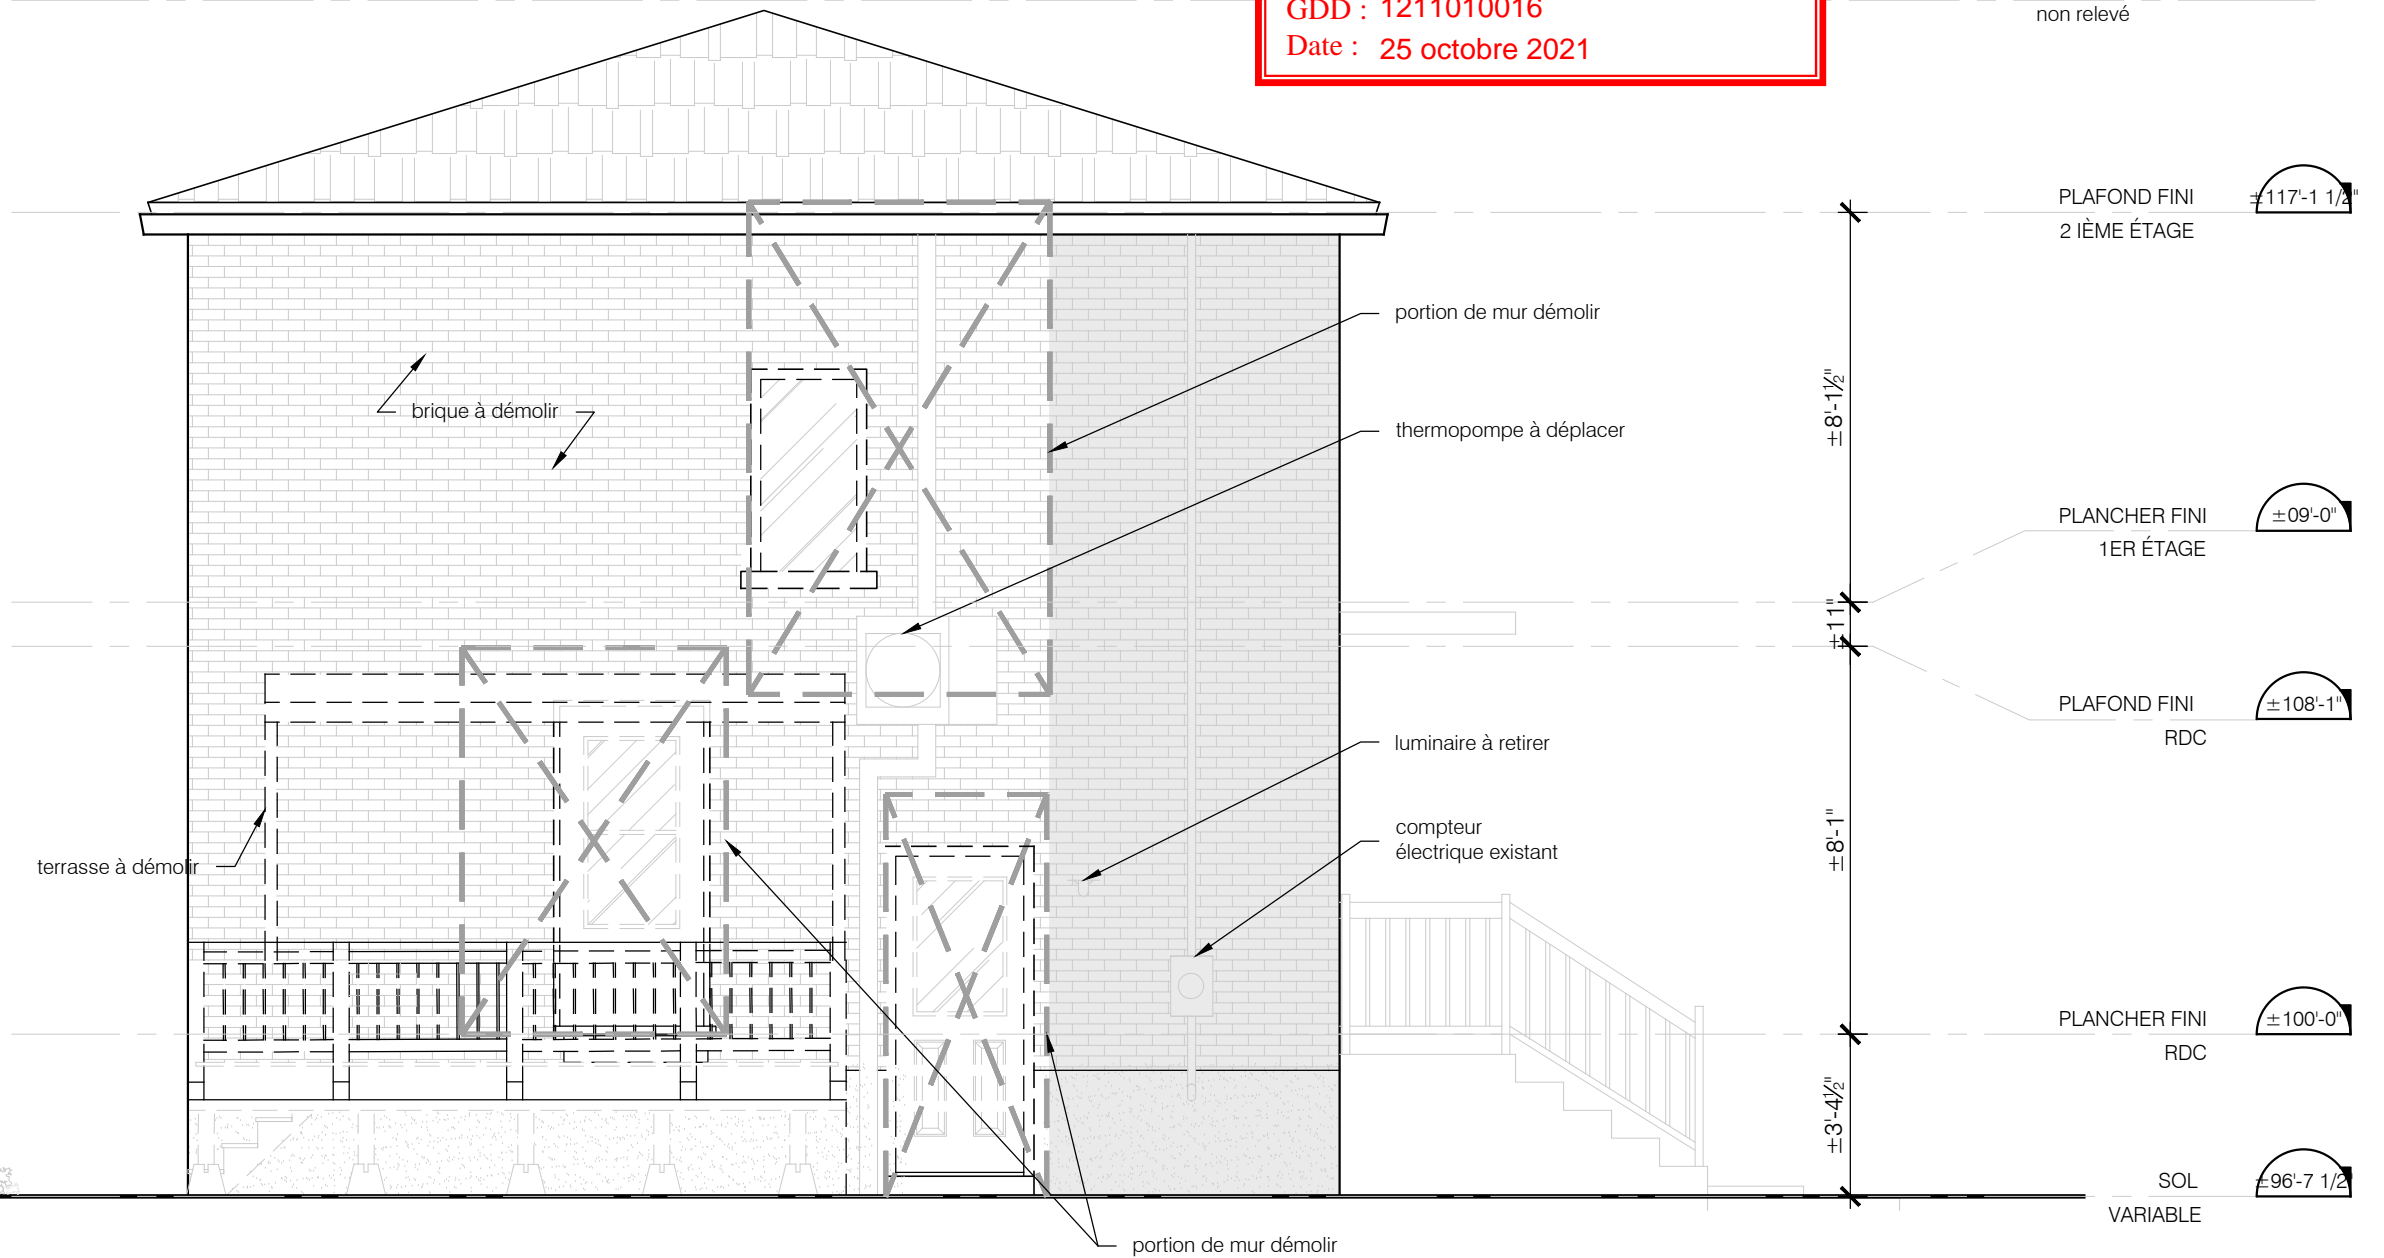 GDD : 1211010016
Date : 25 octobre 2021
non relevé
PLAFOND FINI
±117'-1 1/2"
2 IÈME ÉTAGE
portion de mur démolir
±8'-1½"
brique à démolir
thermopompe à déplacer
PLANCHER FINI
±09'-0"
1ER ÉTAGE
±11"
PLAFOND FINI
±108'-1"
RDC
luminaire à retirer
compteur
électrique existant
±8'-1"
terrasse à démolir
PLANCHER FINI
±100'-0"
RDC
±3'-4½"
SOL
±96'-7 1/2"
VARIABLE
portion de mur démolir